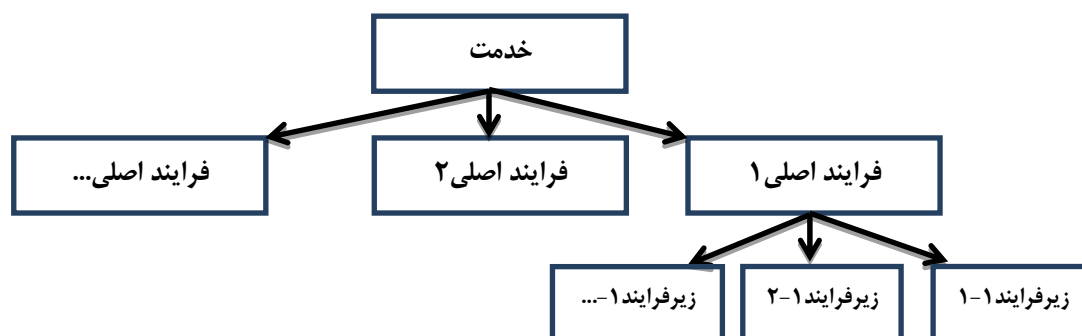 خدمت
فرایند اصلی۱
فرایند اصلی۲
فرایند اصلی...
زیرفرایند۱-۱
زیرفرایند۱-۲
زیرفرایند۱-...